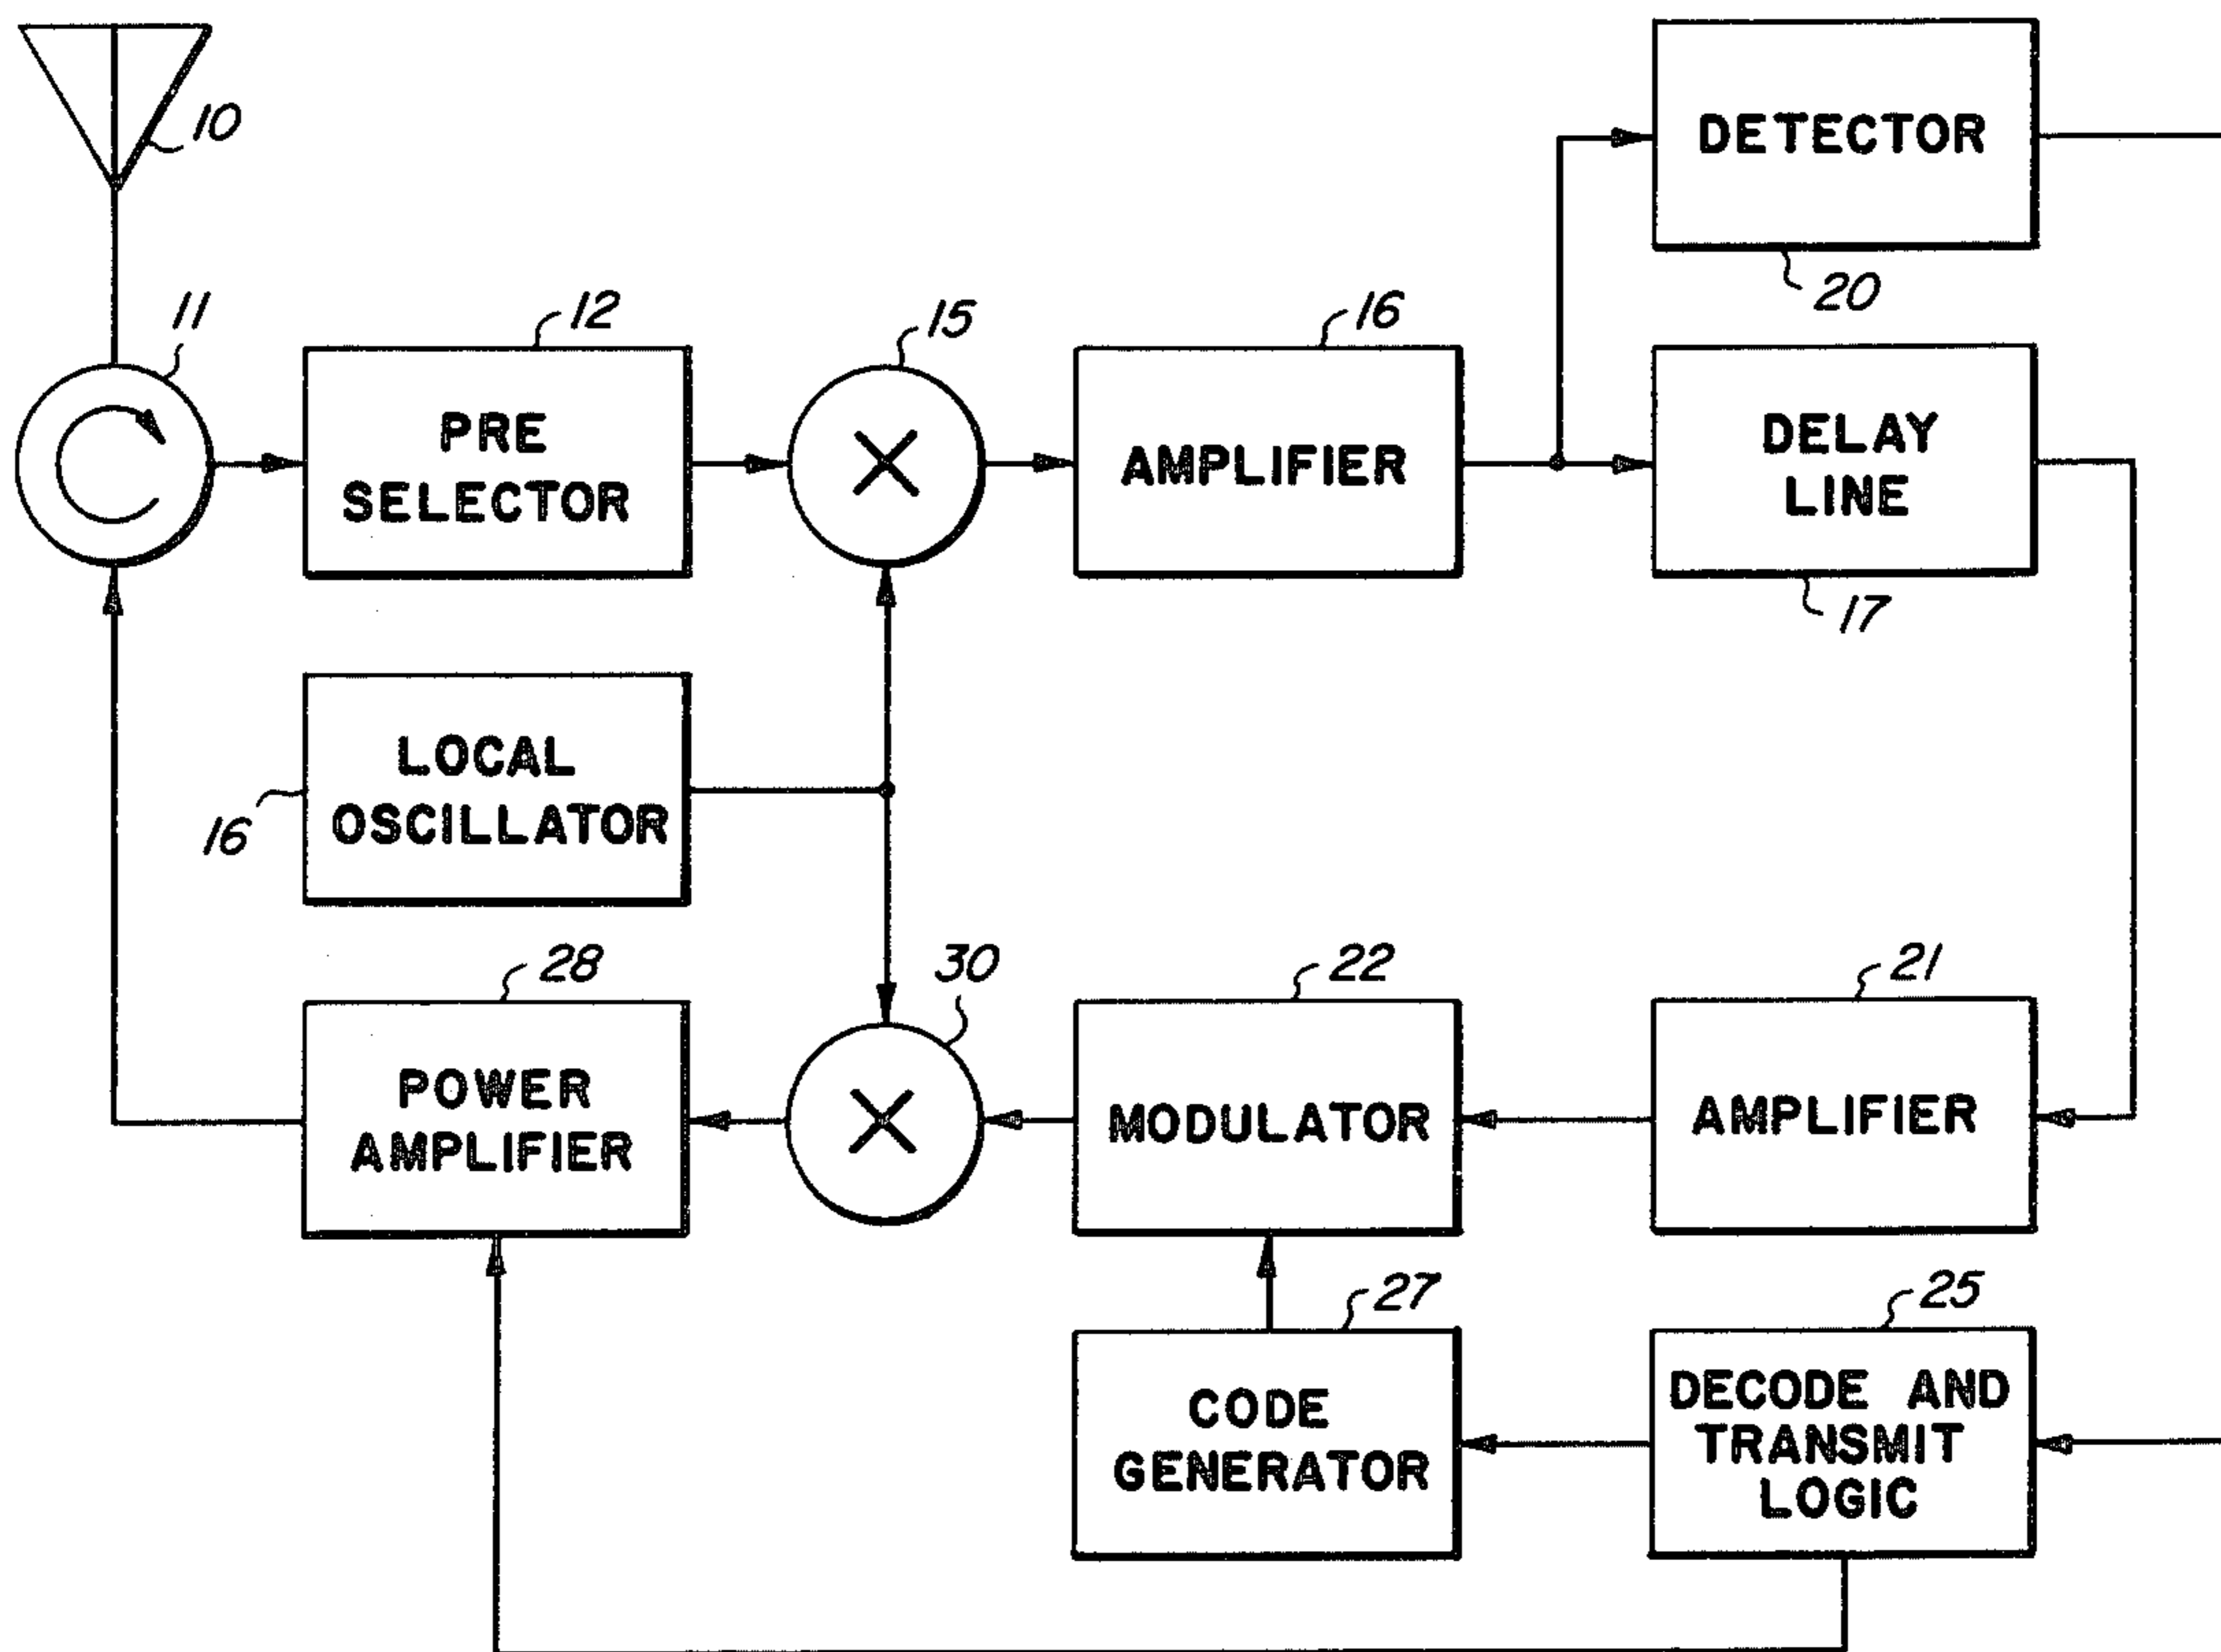 10
DETECTOR
20
11
12
PRE
SELECTOR
15
16
AMPLIFIER
DELAY
LINE
17
LOCAL
OSCILLATOR
16
28
POWER
AMPLIFIER
30
22
MODULATOR
21
AMPLIFIER
27
CODE
GENERATOR
25
DECODE AND
TRANSMIT
LOGIC